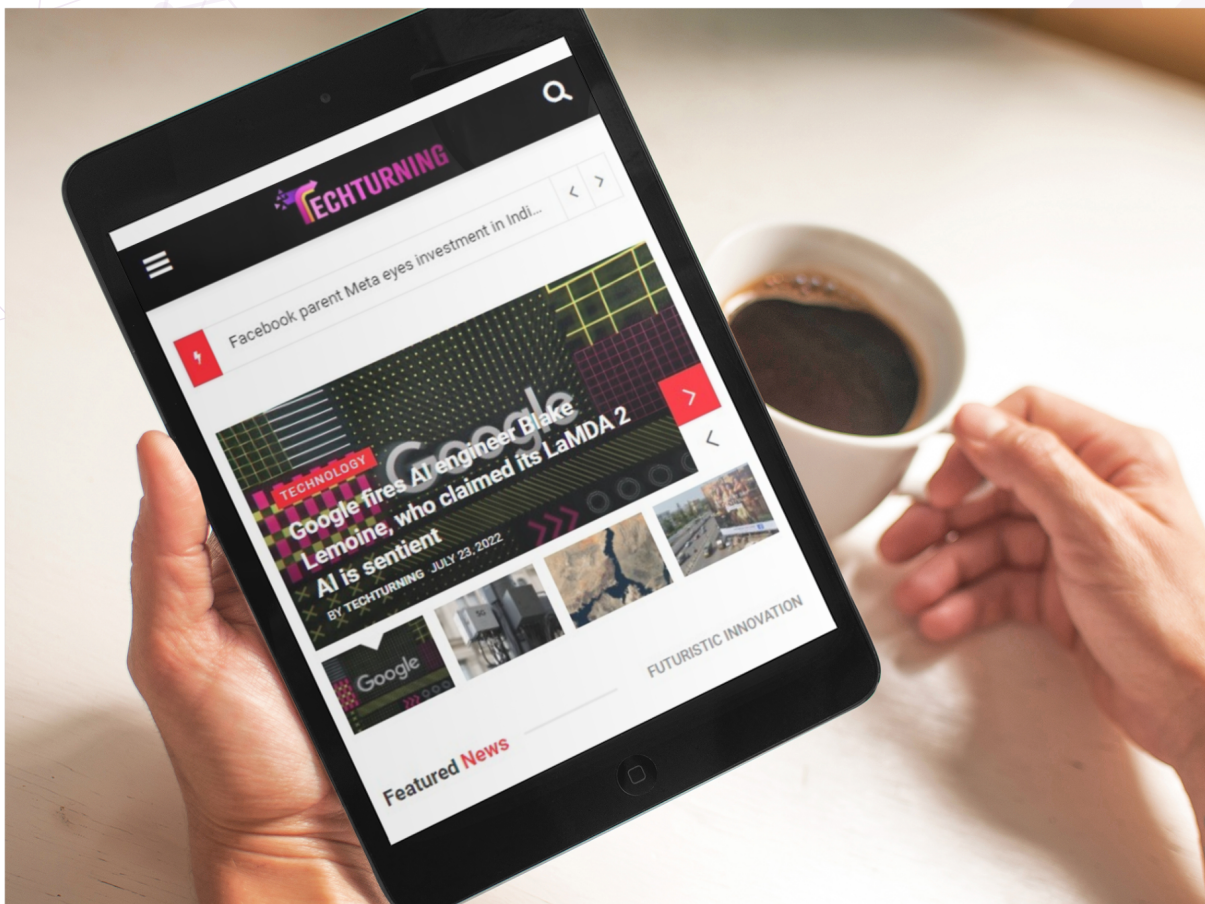 TECHTURNING
Facebook parent Meta eyes investment in Indi...
Google
TECHNOLOGY
Google fires AI engineer Blake
Lemoine, who claimed its LaMDA 2
AI is sentient
BY TECHTURNING JULY 23, 2022
Google
5G
Featured News
FUTURISTIC INNOVATION